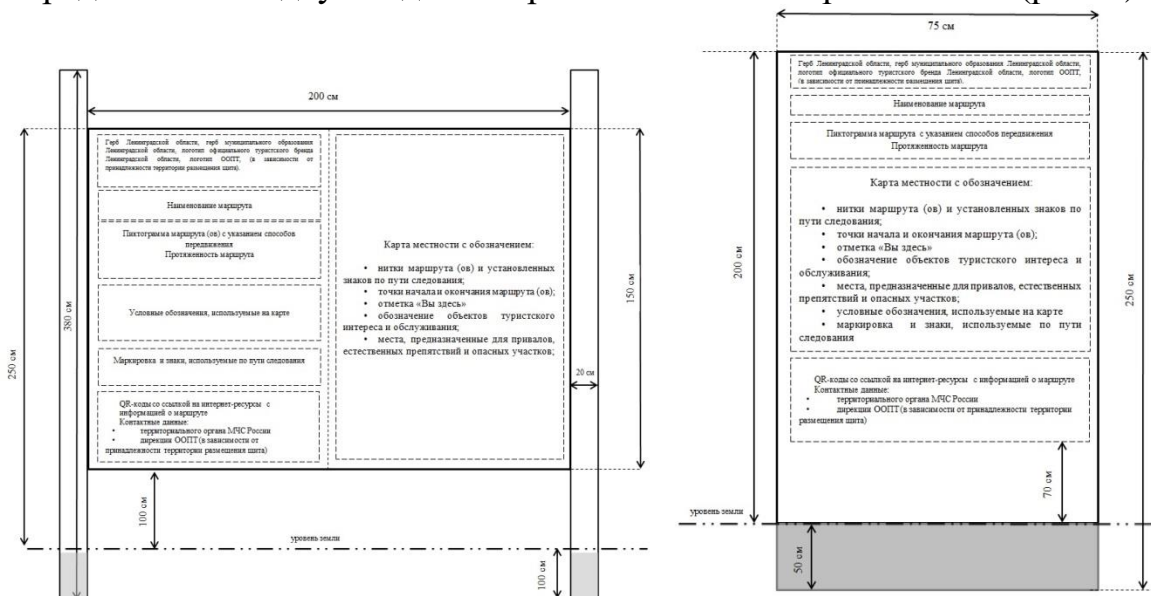 200 см
Герб Ленинградской области, герб муниципального образования
Ленинградской области, логотип официального туристского бренда
Ленинградской области, логотип ООПТ, (в зависимости от
принадлежности территории размещения щита).
Наименование маршрута
Пиктограмма маршрута (ов) с указанием способов
передвижения
Протяженность маршрута
Условные обозначения, используемые на карте
Маркировка и знаки, используемые по пути следования
QR-коды со ссылкой на интернет-ресурсы с
информацией о маршруте
Контактные данные:
• территориального органа МЧС России
• дирекции ООПТ (в зависимости от
принадлежности территории размещения щита)
Карта местности с обозначением:
• нитки маршрута (ов) и установленных
знаков по пути следования;
• точки начала и окончания маршрута (ов);
• отметка «Вы здесь»
• обозначение объектов туристского
интереса и обслуживания;
• места, предназначенные для привалов,
естественных препятствий и опасных участков;
250 см
380 см
150 см
20 см
100 см
уровень земли
100 см
75 см
Герб Ленинградской области, герб муниципального образования Ленинградской области,
логотип официального туристского бренда Ленинградской области, логотип ООПТ,
(в зависимости от принадлежности размещения щита).
Наименование маршрута
Пиктограмма маршрута с указанием способов передвижения
Протяженность маршрута
Карта местности с обозначением:
• нитки маршрута (ов) и установленных знаков по
пути следования;
• точки начала и окончания маршрута (ов);
• отметка «Вы здесь»
• обозначение объектов туристского интереса и
обслуживания;
• места, предназначенные для привалов, естественных
препятствий и опасных участков;
• условные обозначения, используемые на карте
• маркировка и знаки, используемые по пути
следования
QR-коды со ссылкой на интернет-ресурсы с информацией о маршруте
Контактные данные:
• территориального органа МЧС России
• дирекции ООПТ (в зависимости от принадлежности территории
размещения щита)
200 см
250 см
70 см
уровень земли
50 см